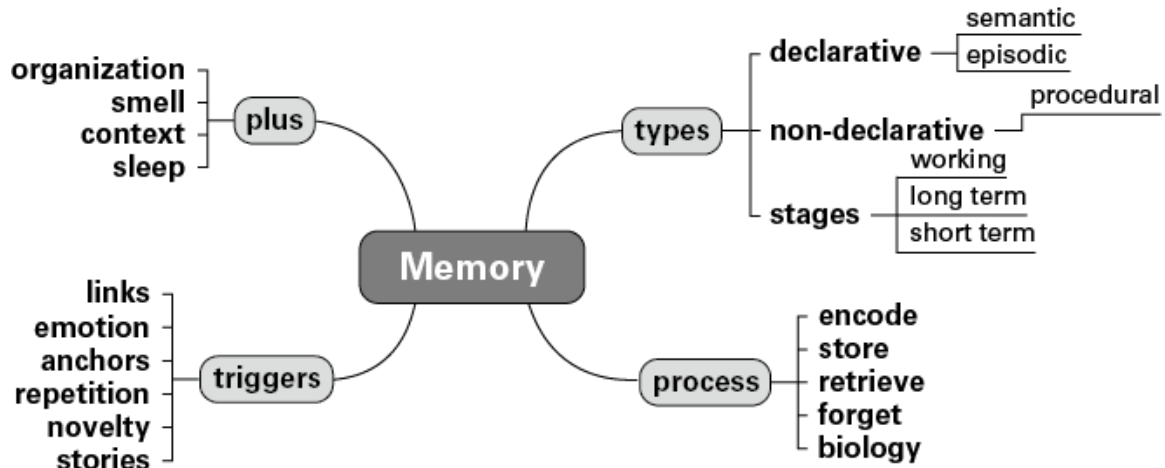 Memory
plus
organization
smell
context
sleep
types
declarative
semantic
episodic
non-declarative
procedural
stages
working
long term
short term
triggers
links
emotion
anchors
repetition
novelty
stories
process
encode
store
retrieve
forget
biology